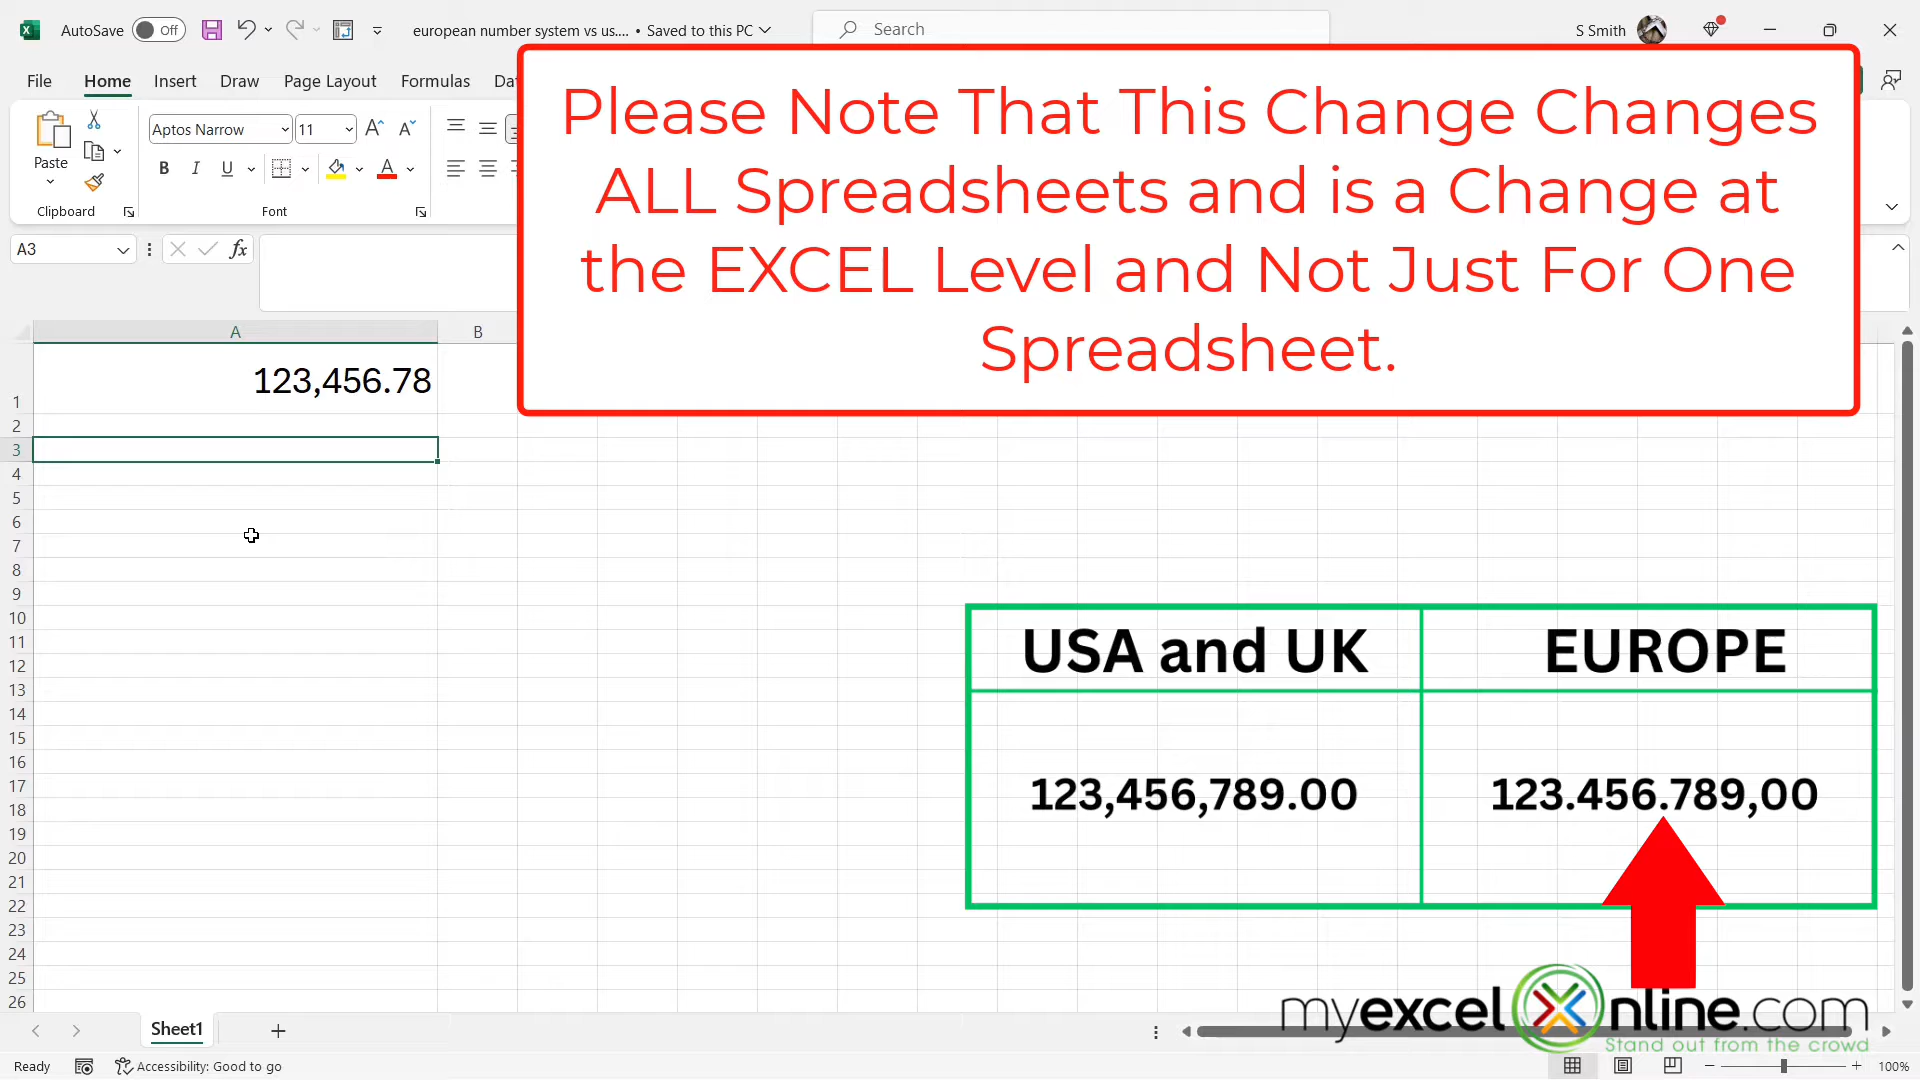 AutoSave Off european number system vs us.... • Saved to this PC Search S Smith
File Home Insert Draw Page Layout Formulas Da
Please Note That This Change Changes
ALL Spreadsheets and is a Change at
the EXCEL Level and Not Just For One
Spreadsheet.
Paste
Aptos Narrow 11
B I U A
Clipboard Font
A3 fx
A B
1 123,456.78
2
3
4
5
6
7
8
9
10
11
12
13
14
15
16
17
18
19
20
21
22
23
24
25
26
USA and UK EUROPE
123,456,789.00 123.456.789,00
myexcelonline.com
Stand out from the crowd
Sheet1
Ready Accessibility: Good to go 100%